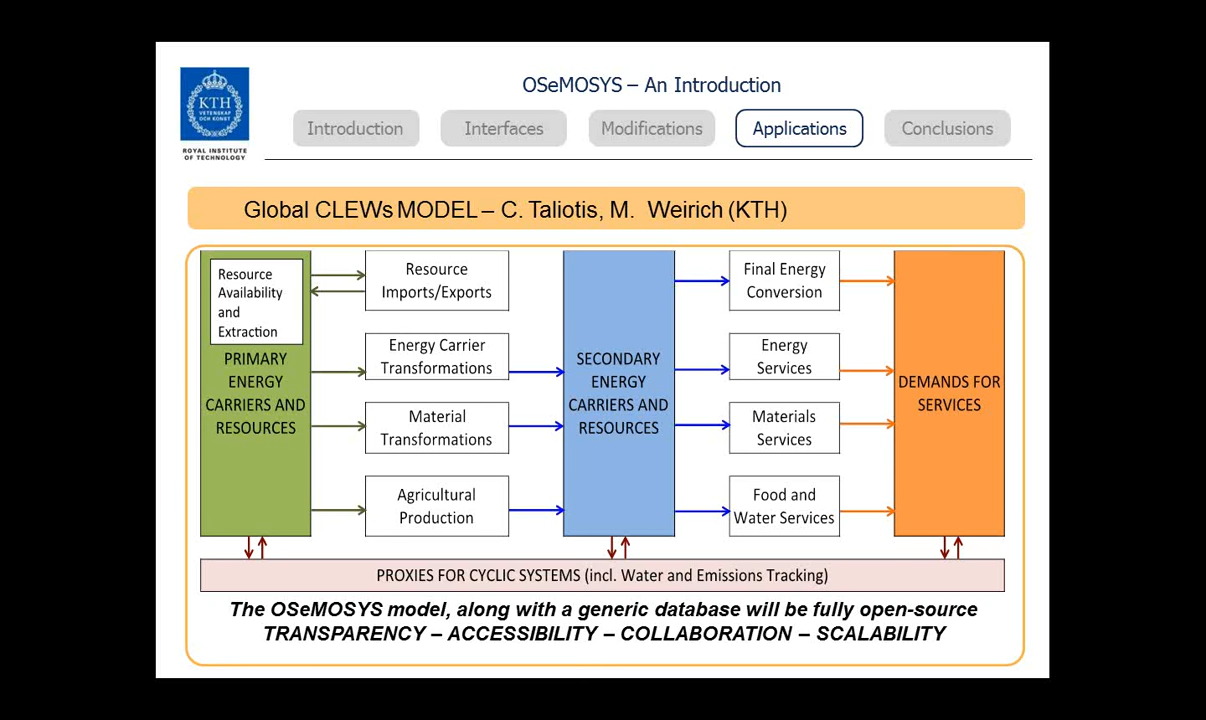 OSeMOSYS – An Introduction
KTH
VETENSKAP
OCH KONST
ROYAL INSTITUTE
OF TECHNOLOGY
Introduction
Interfaces
Modifications
Applications
Conclusions
Global CLEWs MODEL – C. Taliotis, M. Weirich (KTH)
Resource
Availability
and
Extraction
PRIMARY
ENERGY
CARRIERS AND
RESOURCES
Resource
Imports/Exports
Energy Carrier
Transformations
Material
Transformations
Agricultural
Production
SECONDARY
ENERGY
CARRIERS AND
RESOURCES
Final Energy
Conversion
Energy
Services
Materials
Services
Food and
Water Services
DEMANDS FOR
SERVICES
PROXIES FOR CYCLIC SYSTEMS (incl. Water and Emissions Tracking)
The OSeMOSYS model, along with a generic database will be fully open-source
TRANSPARENCY – ACCESSIBILITY – COLLABORATION – SCALABILITY